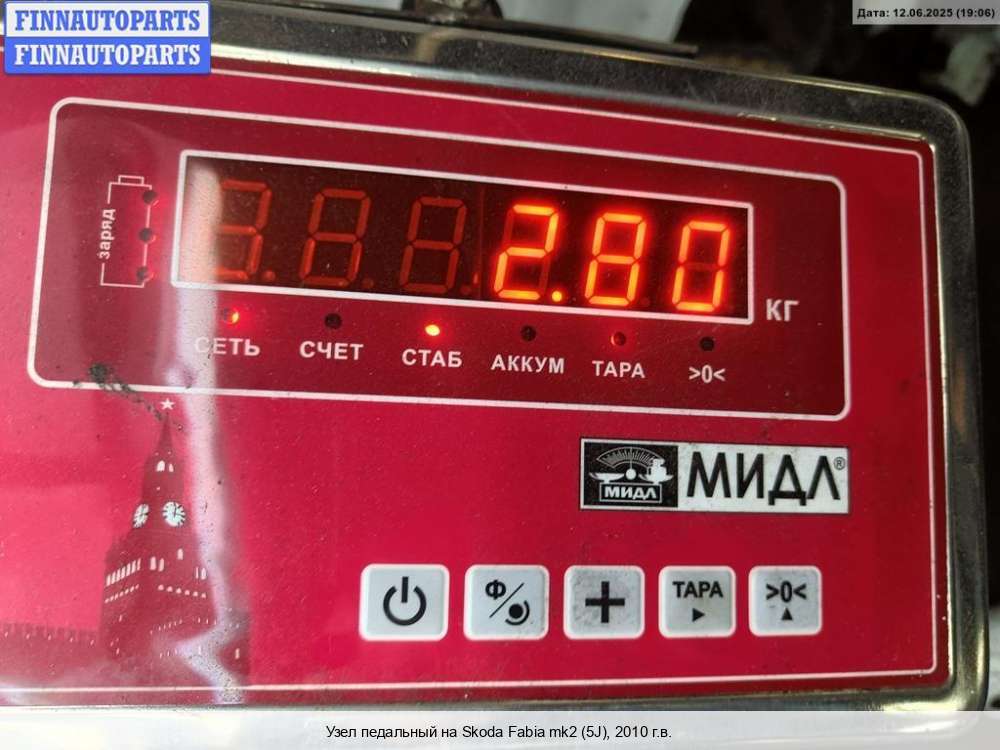 FINNAUTOPARTS
FINNAUTOPARTS
Дата: 12.06.2025 (19:06)
заряд
2.80
КГ
СЕТЬ СЧЕТ СТАБ АККУМ ТАРА >0<
МИДЛ МИДЛ®
Ф ТАРА >0<
Узел педальный на Skoda Fabia mk2 (5J), 2010 г.в.